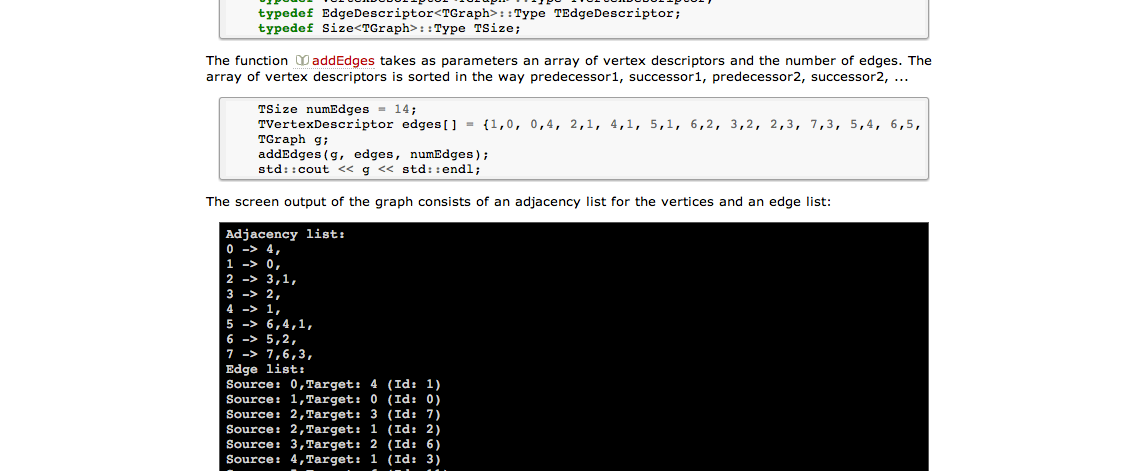 typedef EdgeDescriptor<TGraph>::Type TEdgeDescriptor;
typedef Size<TGraph>::Type TSize;
The function addEdges takes as parameters an array of vertex descriptors and the number of edges. The
array of vertex descriptors is sorted in the way predecessor1, successor1, predecessor2, successor2, ...
TSize numEdges = 14;
TVertexDescriptor edges[] = {1,0, 0,4, 2,1, 4,1, 5,1, 6,2, 3,2, 2,3, 7,3, 5,4, 6,5,
TGraph g;
addEdges(g, edges, numEdges);
std::cout << g << std::endl;
The screen output of the graph consists of an adjacency list for the vertices and an edge list:
Adjacency list:
0 -> 4,
1 -> 0,
2 -> 3,1,
3 -> 2,
4 -> 1,
5 -> 6,4,1,
6 -> 5,2,
7 -> 7,6,3,
Edge list:
Source: 0,Target: 4 (Id: 1)
Source: 1,Target: 0 (Id: 0)
Source: 2,Target: 3 (Id: 7)
Source: 2,Target: 1 (Id: 2)
Source: 3,Target: 2 (Id: 6)
Source: 4,Target: 1 (Id: 3)